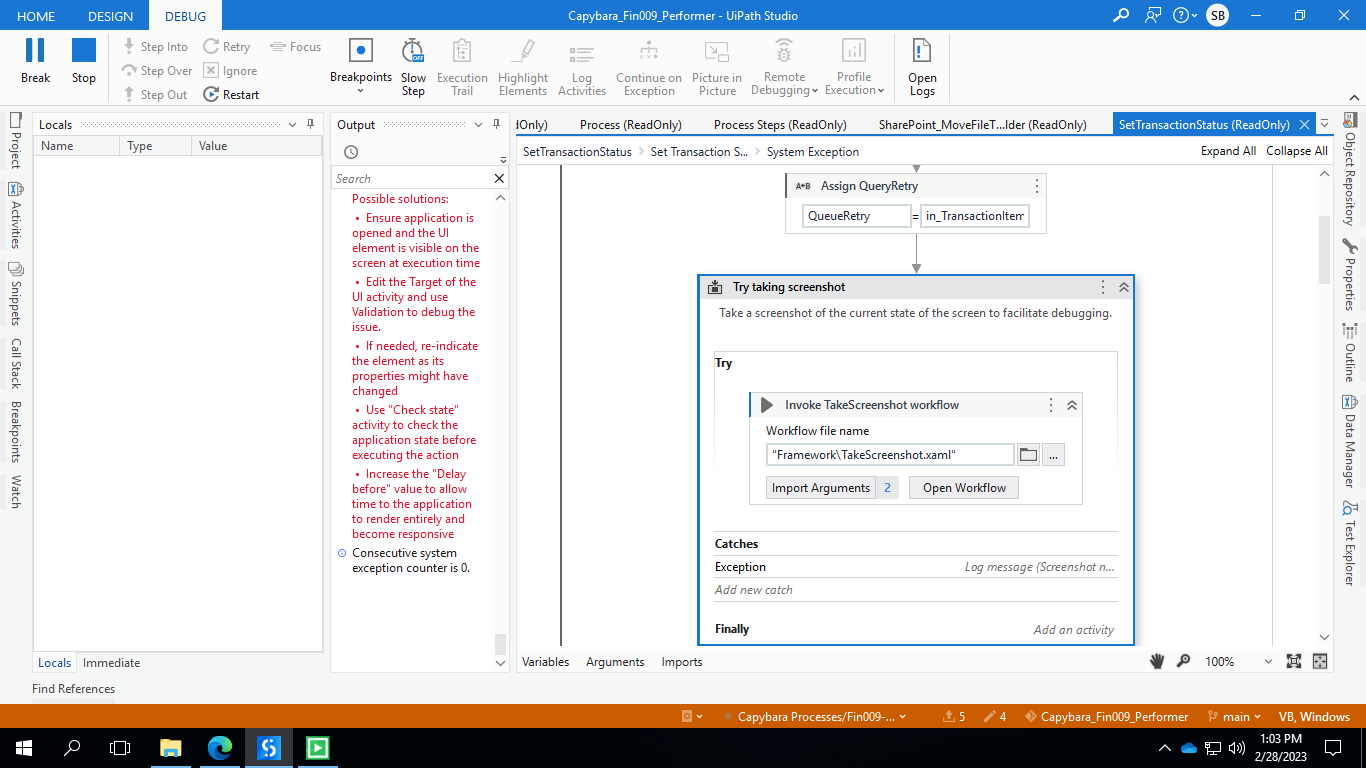 HOME
DESIGN
DEBUG
Capybara_Fin009_Performer - UiPath Studio
SB
Break
Stop
Step Into
Step Over
Step Out
Retry
Ignore
Restart
Focus
Breakpoints
Slow
Step
Execution
Trail
Highlight
Elements
Log
Activities
Continue on
Exception
Picture in
Picture
Remote
Debugging
Profile
Execution
Open
Logs
Project
Activities
Snippets
Call Stack
Breakpoints
Watch
Locals
Name
Type
Value
Locals
Immediate
Find References
Output
Search
Possible solutions:
• Ensure application is
opened and the UI
element is visible on the
screen at execution time
• Edit the Target of the
UI activity and use
Validation to debug the
issue.
• If needed, re-indicate
the element as its
properties might have
changed
• Use "Check state"
activity to check the
application state before
executing the action
• Increase the "Delay
before" value to allow
time to the application
to render entirely and
become responsive
Consecutive system
exception counter is 0.
dOnly)
Process (ReadOnly)
Process Steps (ReadOnly)
SharePoint_MoveFileT...lder (ReadOnly)
SetTransactionStatus (ReadOnly)
SetTransactionStatus
Set Transaction S...
System Exception
Expand All
Collapse All
A*B Assign QueryRetry
QueueRetry
=
in_TransactionItem
Try taking screenshot
Take a screenshot of the current state of the screen to facilitate debugging.
Try
Invoke TakeScreenshot workflow
Workflow file name
"Framework\TakeScreenshot.xaml"
...
Import Arguments
2
Open Workflow
Catches
Exception
Log message (Screenshot n...
Add new catch
Finally
Add an activity
Variables
Arguments
Imports
100%
Object Repository
Properties
Outline
Data Manager
Test Explorer
Capybara Processes/Fin009-...
5
4
Capybara_Fin009_Performer
main
VB, Windows
1:03 PM
2/28/2023